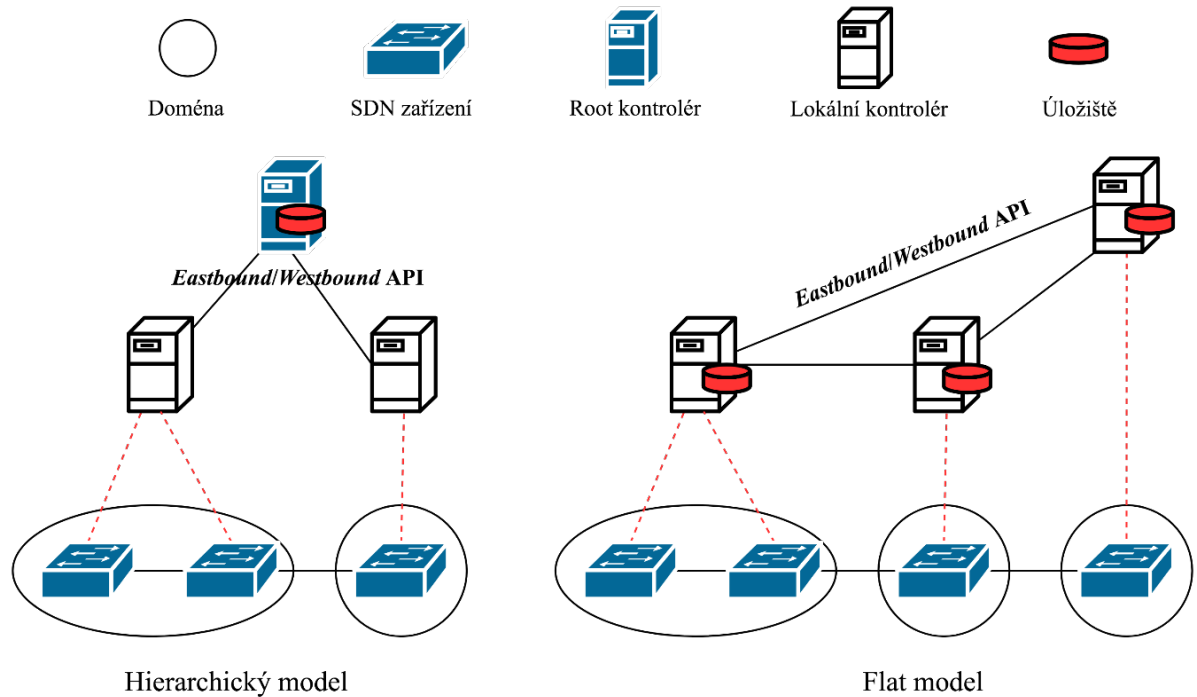 Doména
SDN zařízení
Root kontrolér
Lokální kontrolér
Úložiště
Eastbound/Westbound API
Eastbound/Westbound API
Hierarchický model
Flat model